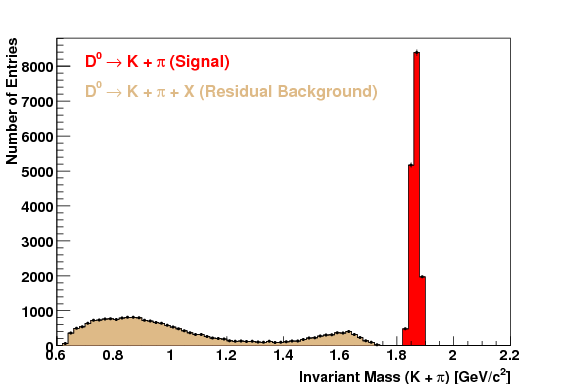 Number of Entries
D⁰ → K + π (Signal)
D⁰ → K + π + X (Residual Background)
8000
7000
6000
5000
4000
3000
2000
1000
0
0.6 0.8 1 1.2 1.4 1.6 1.8 2 2.2
Invariant Mass (K + π) [GeV/c²]